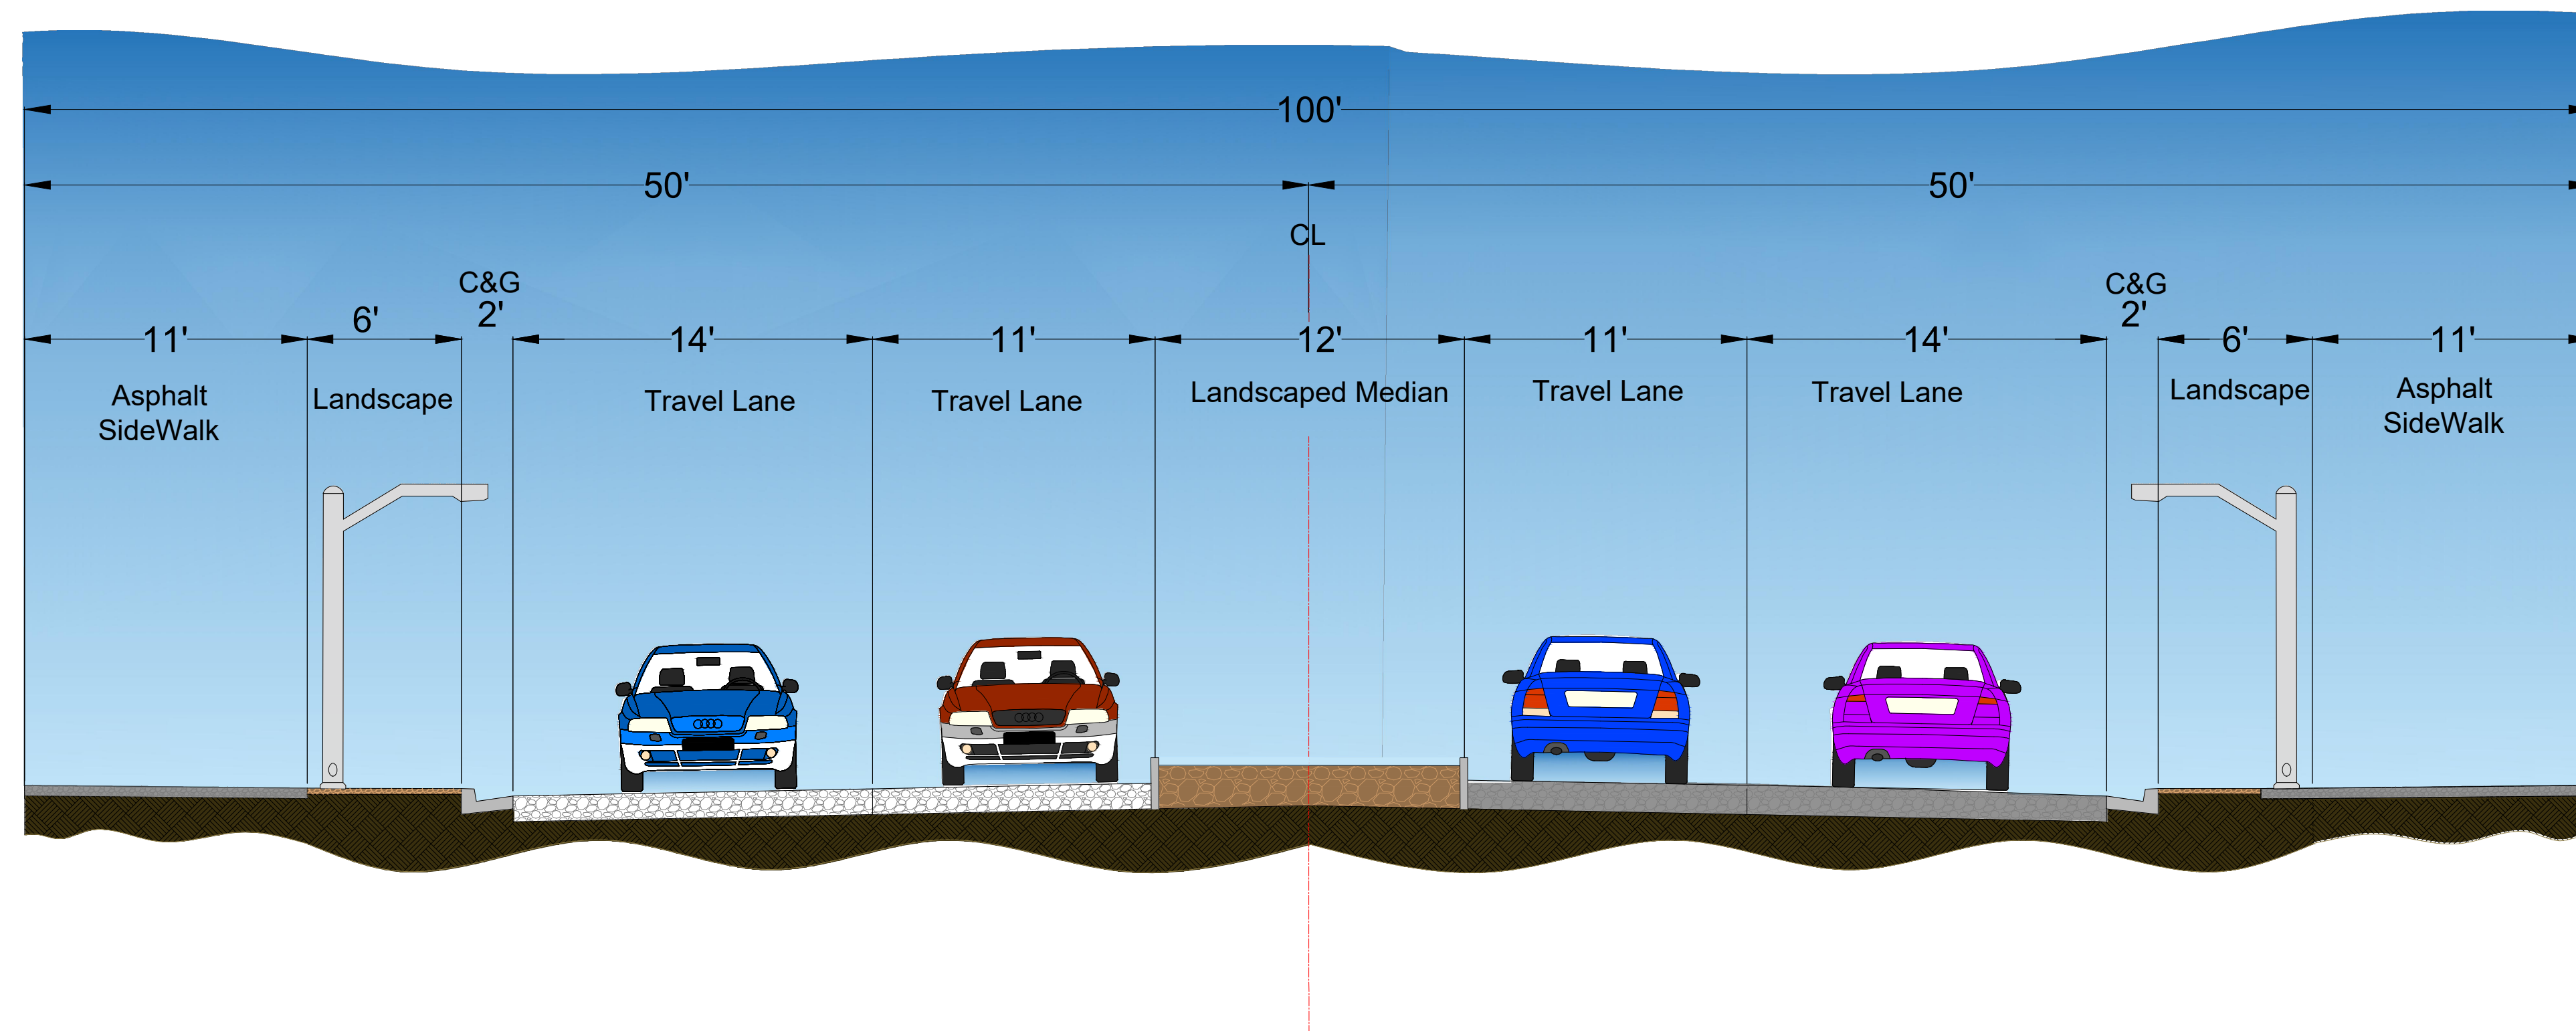 100'
50' 50'
CL
C&G C&G
2' 2'
11' 6' 14' 11' 12' 11' 14' 6' 11'
Asphalt Landscape Travel Lane Travel Lane Landscaped Median Travel Lane Travel Lane Landscape Asphalt
SideWalk SideWalk